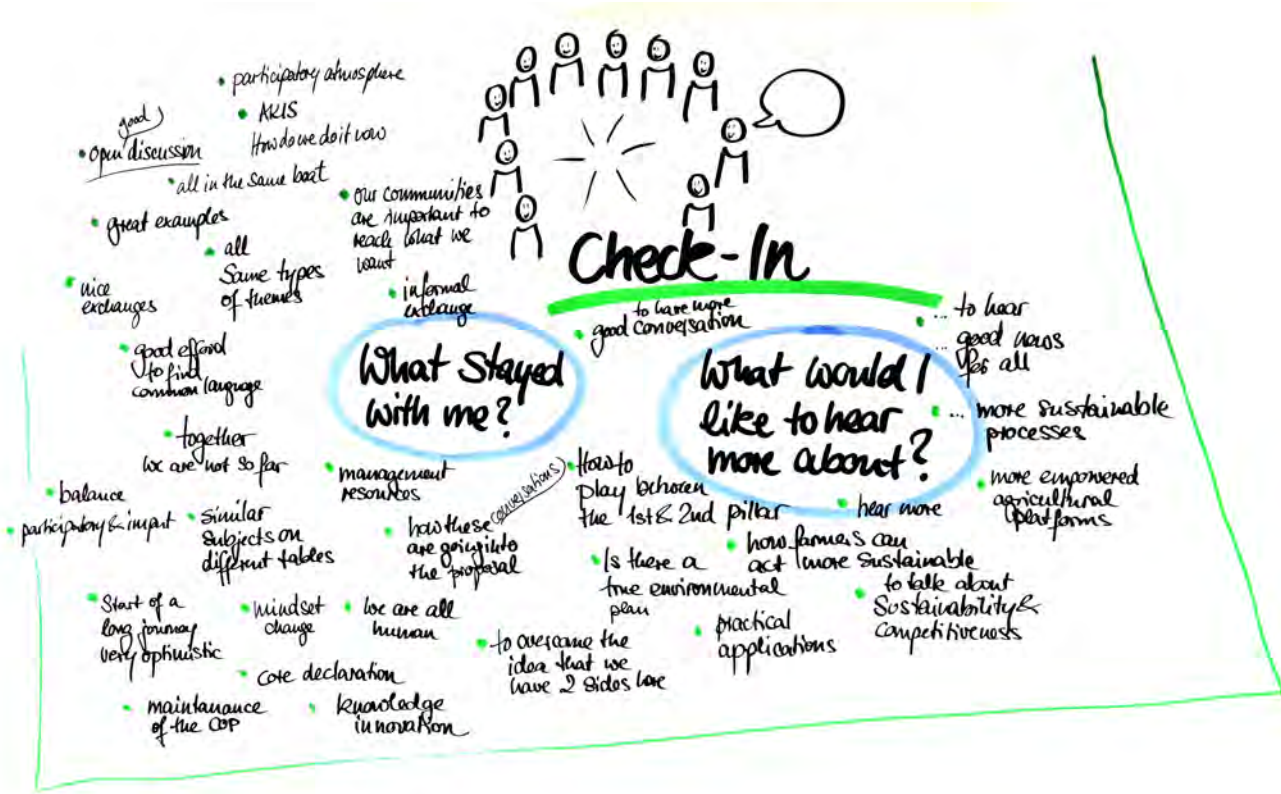 Check-In
What stayed
with me?
• participatory atmosphere
• AKIS
How do we do it now
good
• open discussion
• all in the same boat
• great examples
• our communities
are important to
reach what we
want
• all
Same types
of themes
• nice
exchanges
• informal
exchange
• good efford
to find
common language
• together
we are not so far
• balance
• participatory &
• similar
subjects on
different tables
• management
resources
• how these conversations
are going into
the proposal
• Start of a
long journey
very optimistic
• mindset
change
• we are all
human
• core declaration
• maintanance
of the COP
• knowledge
innovation
What would I
like to hear
more about?
to have more
• good conversation
• ... to hear
... good news
for all
• ... more sustainable
processes
• more empowered
agricultural
platforms
• hear more
• How to
play
the 1st & 2nd pillar
• how farmers can
act more sustainable
• Is there a
true environmental
plan
• to talk about
Sustainability &
Competitiveness
• practical
applications
• to overcome the
idea that we
have 2 sides here